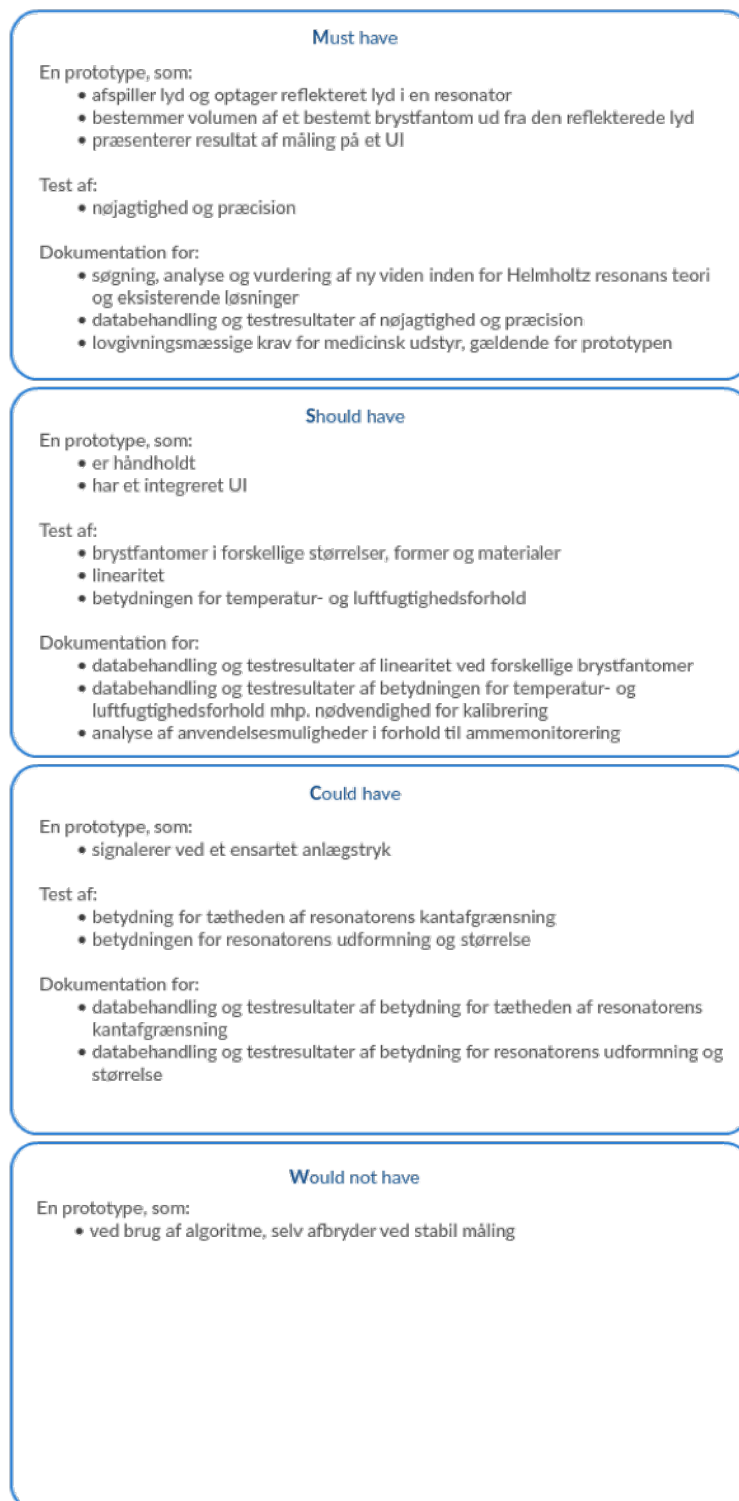 Must have
En prototype, som:
• afspiller lyd og optager reflekteret lyd i en resonator
• bestemmer volumen af et bestemt brystfantom ud fra den reflekterede lyd
• præsenterer resultat af måling på et UI
Test af:
• nøjagtighed og præcision
Dokumentation for:
• søgning, analyse og vurdering af ny viden inden for Helmholtz resonans teori
og eksisterende løsninger
• databehandling og testresultater af nøjagtighed og præcision
• lovgivningsmæssige krav for medicinsk udstyr, gældende for prototypen
Should have
En prototype, som:
• er håndholdt
• har et integreret UI
Test af:
• brystfantomer i forskellige størrelser, former og materialer
• linearitet
• betydningen for temperatur- og luftfugtighedsforhold
Dokumentation for:
• databehandling og testresultater af linearitet ved forskellige brystfantomer
• databehandling og testresultater af betydningen for temperatur- og
luftfugtighedsforhold mhp. nødvendighed for kalibrering
• analyse af anvendelsesmuligheder i forhold til ammemonitorering
Could have
En prototype, som:
• signalerer ved et ensartet anlægstryk
Test af:
• betydning for tætheden af resonatorens kantafgrænsning
• betydningen for resonatorens udformning og størrelse
Dokumentation for:
• databehandling og testresultater af betydning for tætheden af resonatorens
kantafgrænsning
• databehandling og testresultater af betydning for resonatorens udformning og
størrelse
Would not have
En prototype, som:
• ved brug af algoritme, selv afbryder ved stabil måling